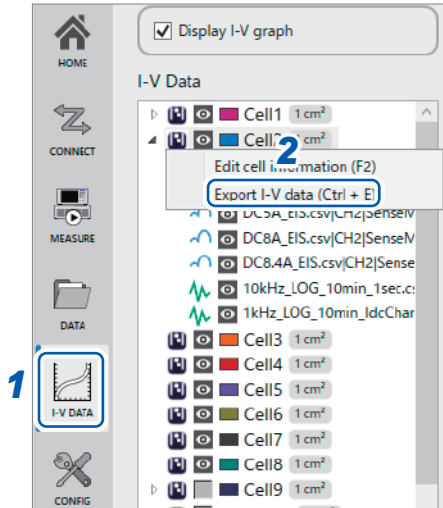 HOME
CONNECT
MEASURE
DATA
1
I-V DATA
CONFIG
Display I-V graph
I-V Data
Cell1 1 cm²
Cell2 cm²
2
Edit cell information (F2)
Export I-V data (Ctrl + E)
DC5A_EIS.csv|CH2|SenseM
DC8A_EIS.csv|CH2|SenseM
DC8.4A_EIS.csv|CH2|Sense
10kHz_LOG_10min_1sec.cs
1kHz_LOG_10min_IdcChar
Cell3 1 cm²
Cell4 1 cm²
Cell5 1 cm²
Cell6 1 cm²
Cell7 1 cm²
Cell8 1 cm²
Cell9 1 cm²